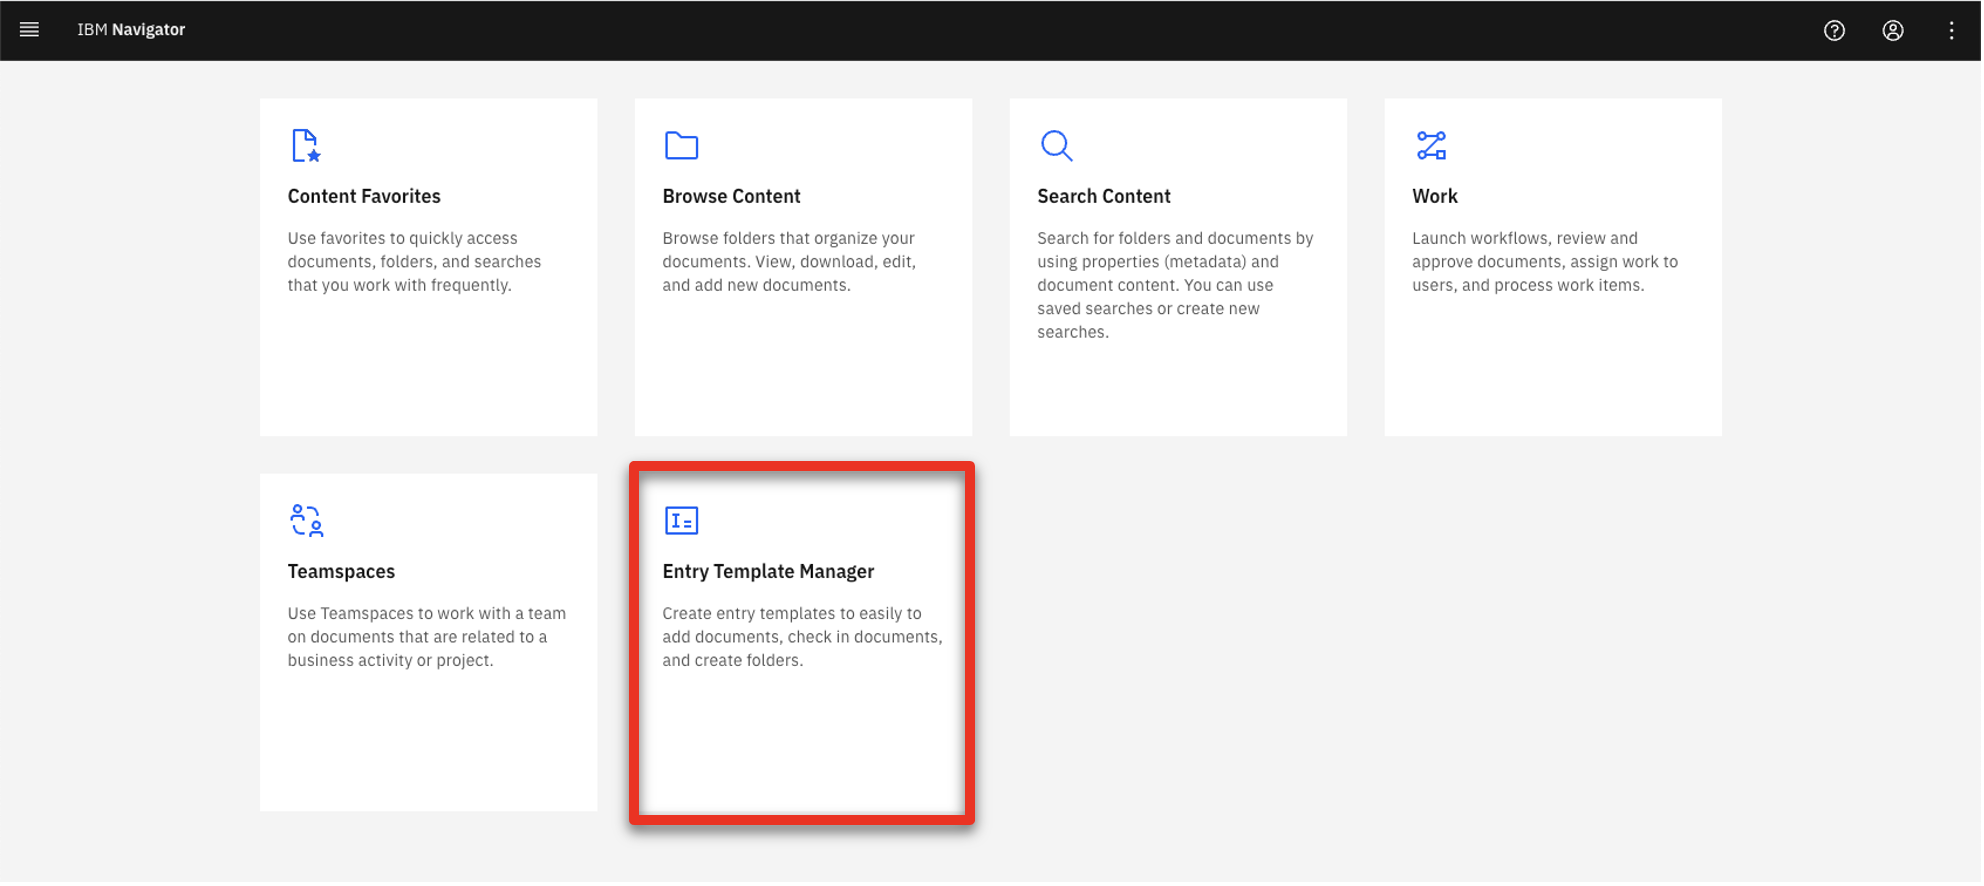 IBM Navigator
Content Favorites
Use favorites to quickly access
documents, folders, and searches
that you work with frequently.
Browse Content
Browse folders that organize your
documents. View, download, edit,
and add new documents.
Search Content
Search for folders and documents by
using properties (metadata) and
document content. You can use
saved searches or create new
searches.
Work
Launch workflows, review and
approve documents, assign work to
users, and process work items.
Teamspaces
Use Teamspaces to work with a team
on documents that are related to a
business activity or project.
Entry Template Manager
Create entry templates to easily to
add documents, check in documents,
and create folders.